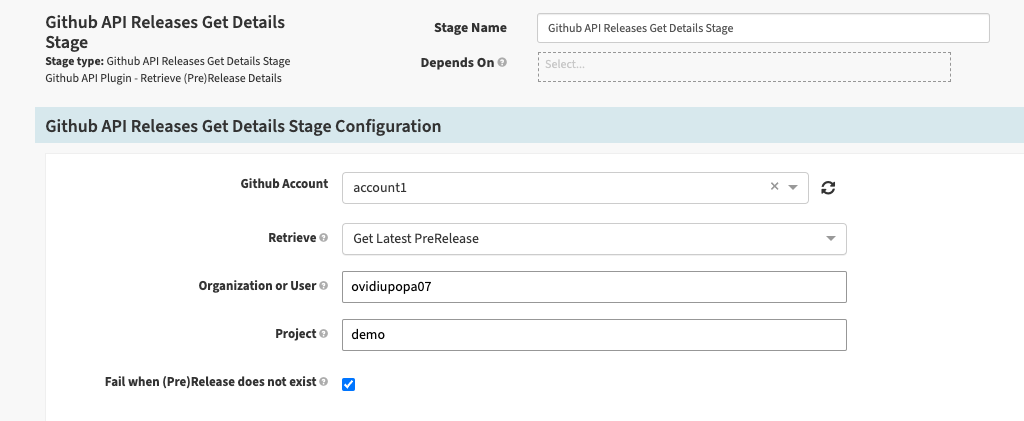 Github API Releases Get Details
Stage
Stage type: Github API Releases Get Details Stage
Github API Plugin - Retrieve (Pre)Release Details
Stage Name
Github API Releases Get Details Stage
Depends On
Select...
Github API Releases Get Details Stage Configuration
Github Account
account1
Retrieve
Get Latest PreRelease
Organization or User
ovidiupopa07
Project
demo
Fail when (Pre)Release does not exist